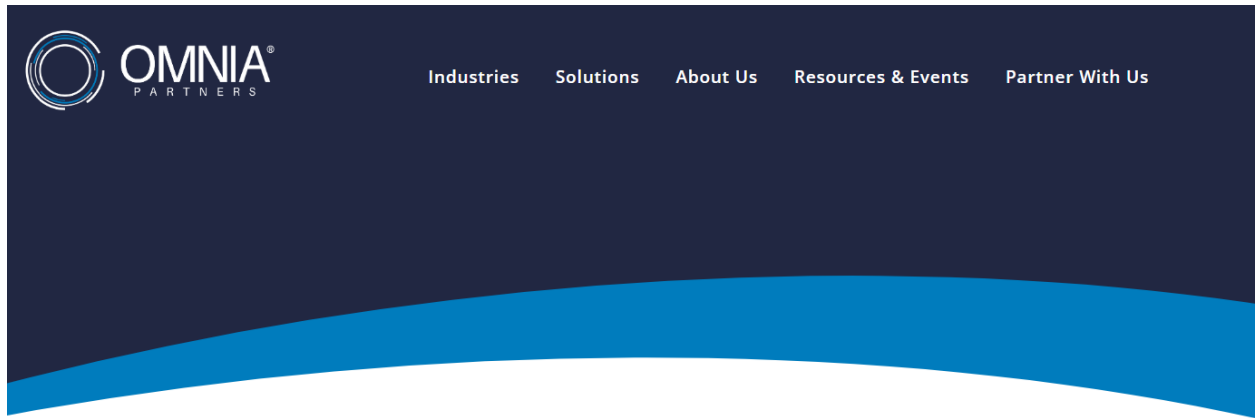 OMNIA®
PARTNERS
Industries Solutions About Us Resources & Events Partner With Us